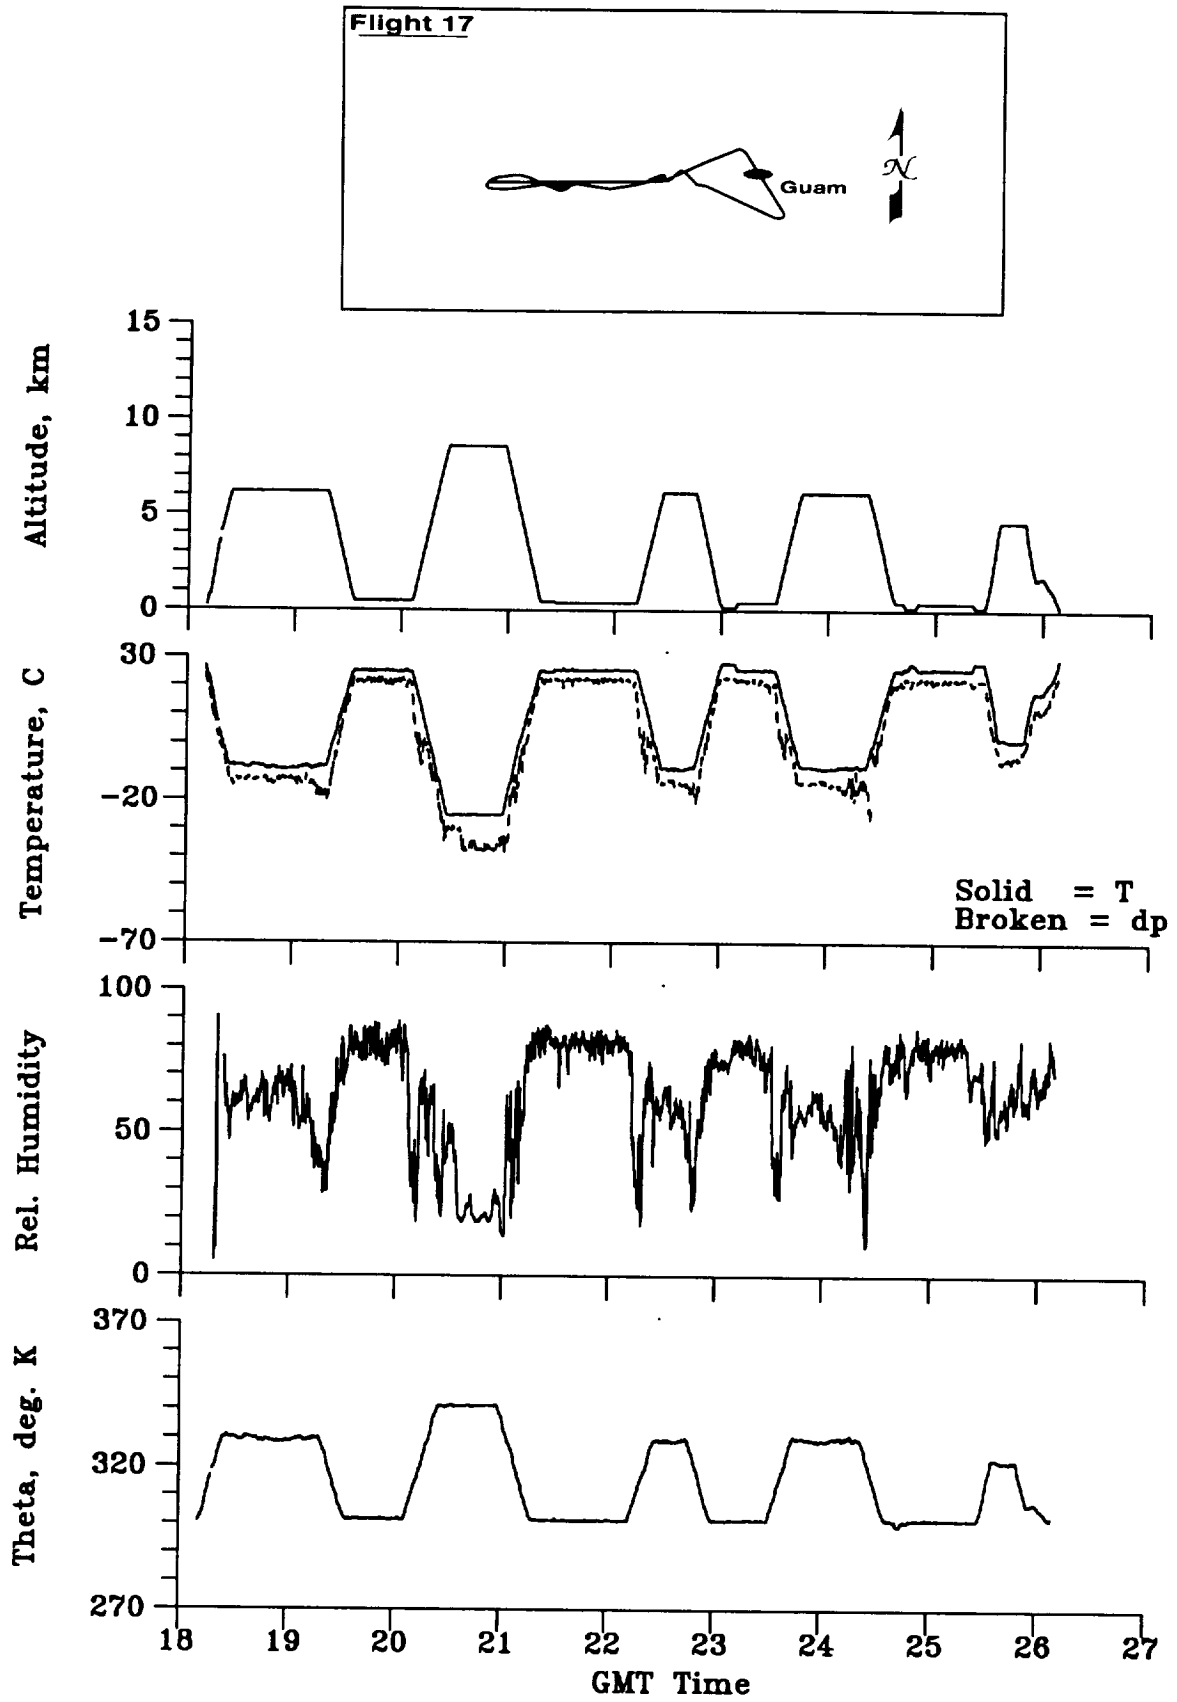 Flight 17
N
Guam
15
10
5
0
Altitude, km
30
-20
-70
Temperature, C
Solid = T
Broken = dp
100
50
0
Rel. Humidity
370
320
270
Theta, deg. K
18 19 20 21 22 23 24 25 26 27
GMT Time